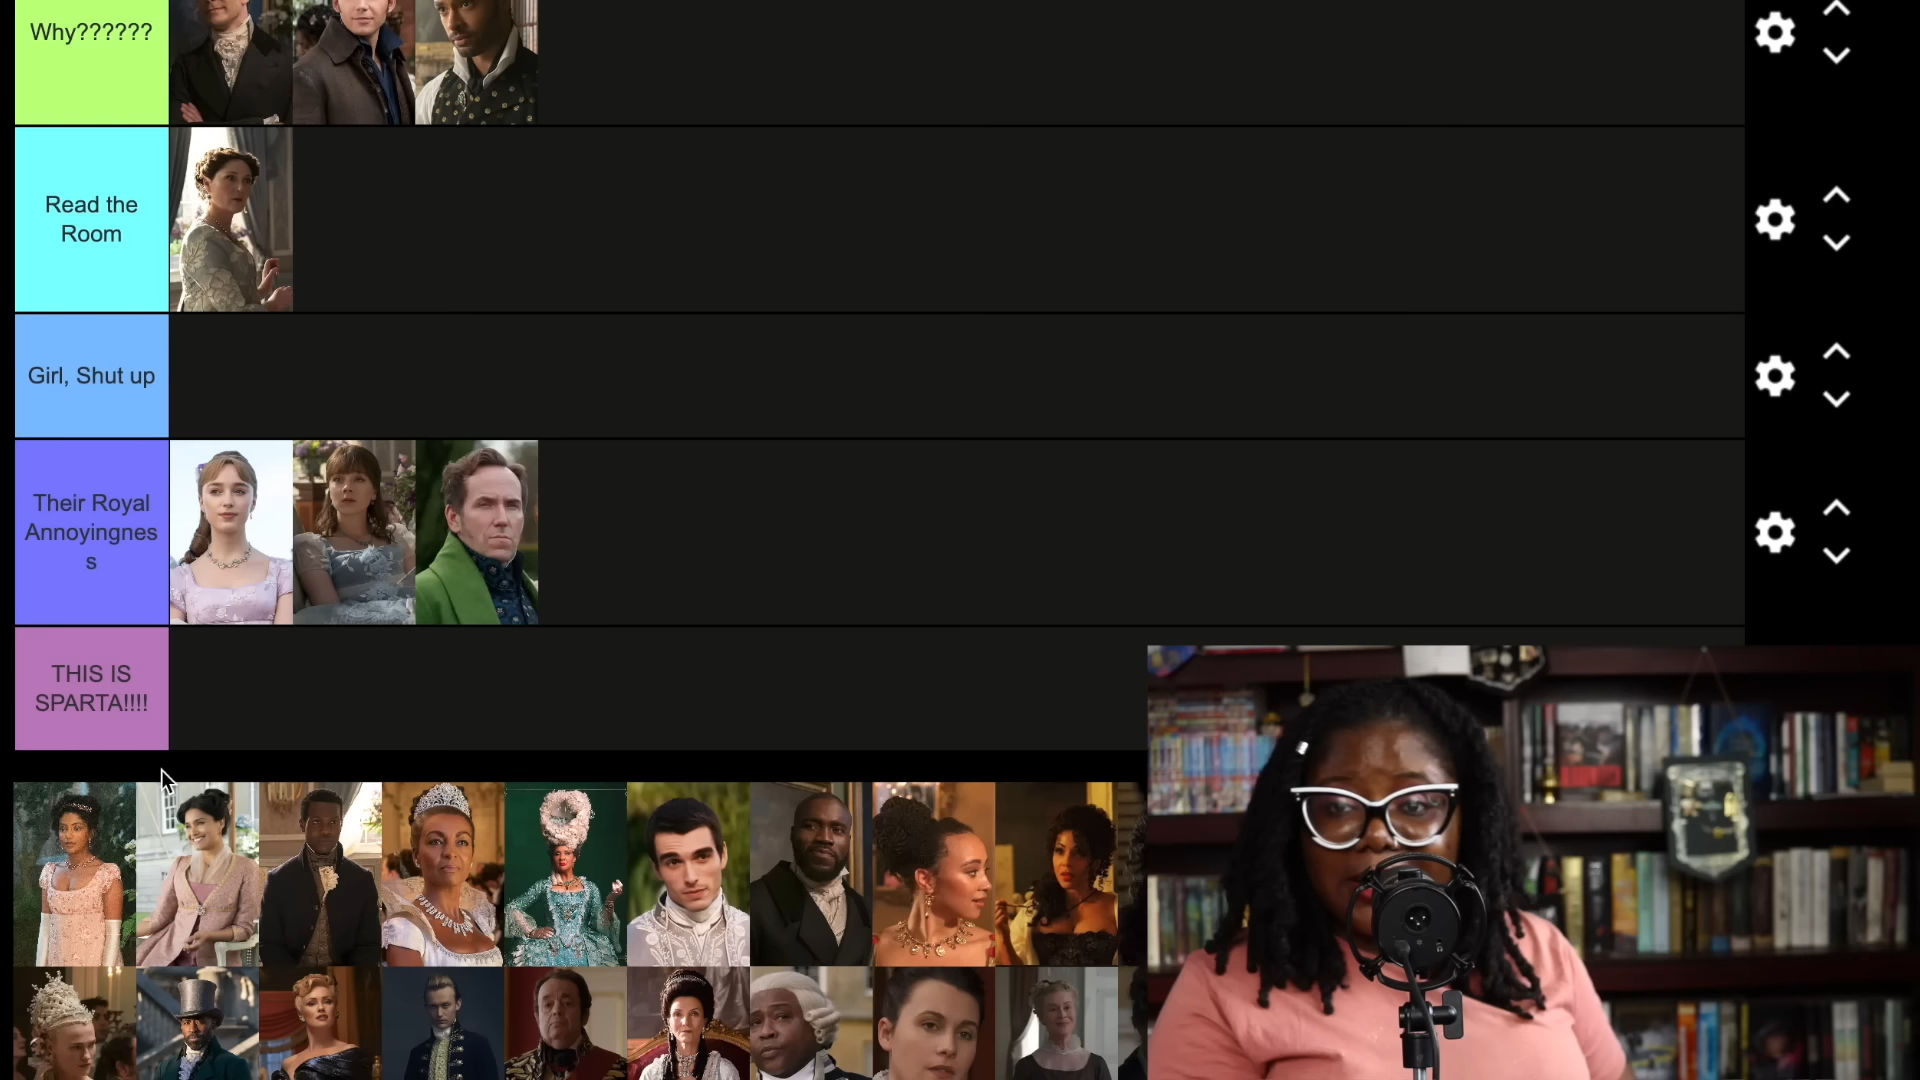 Why??????
Read the
Room
Girl, Shut up
Their Royal
Annoyingnes
s
THIS IS
SPARTA!!!!